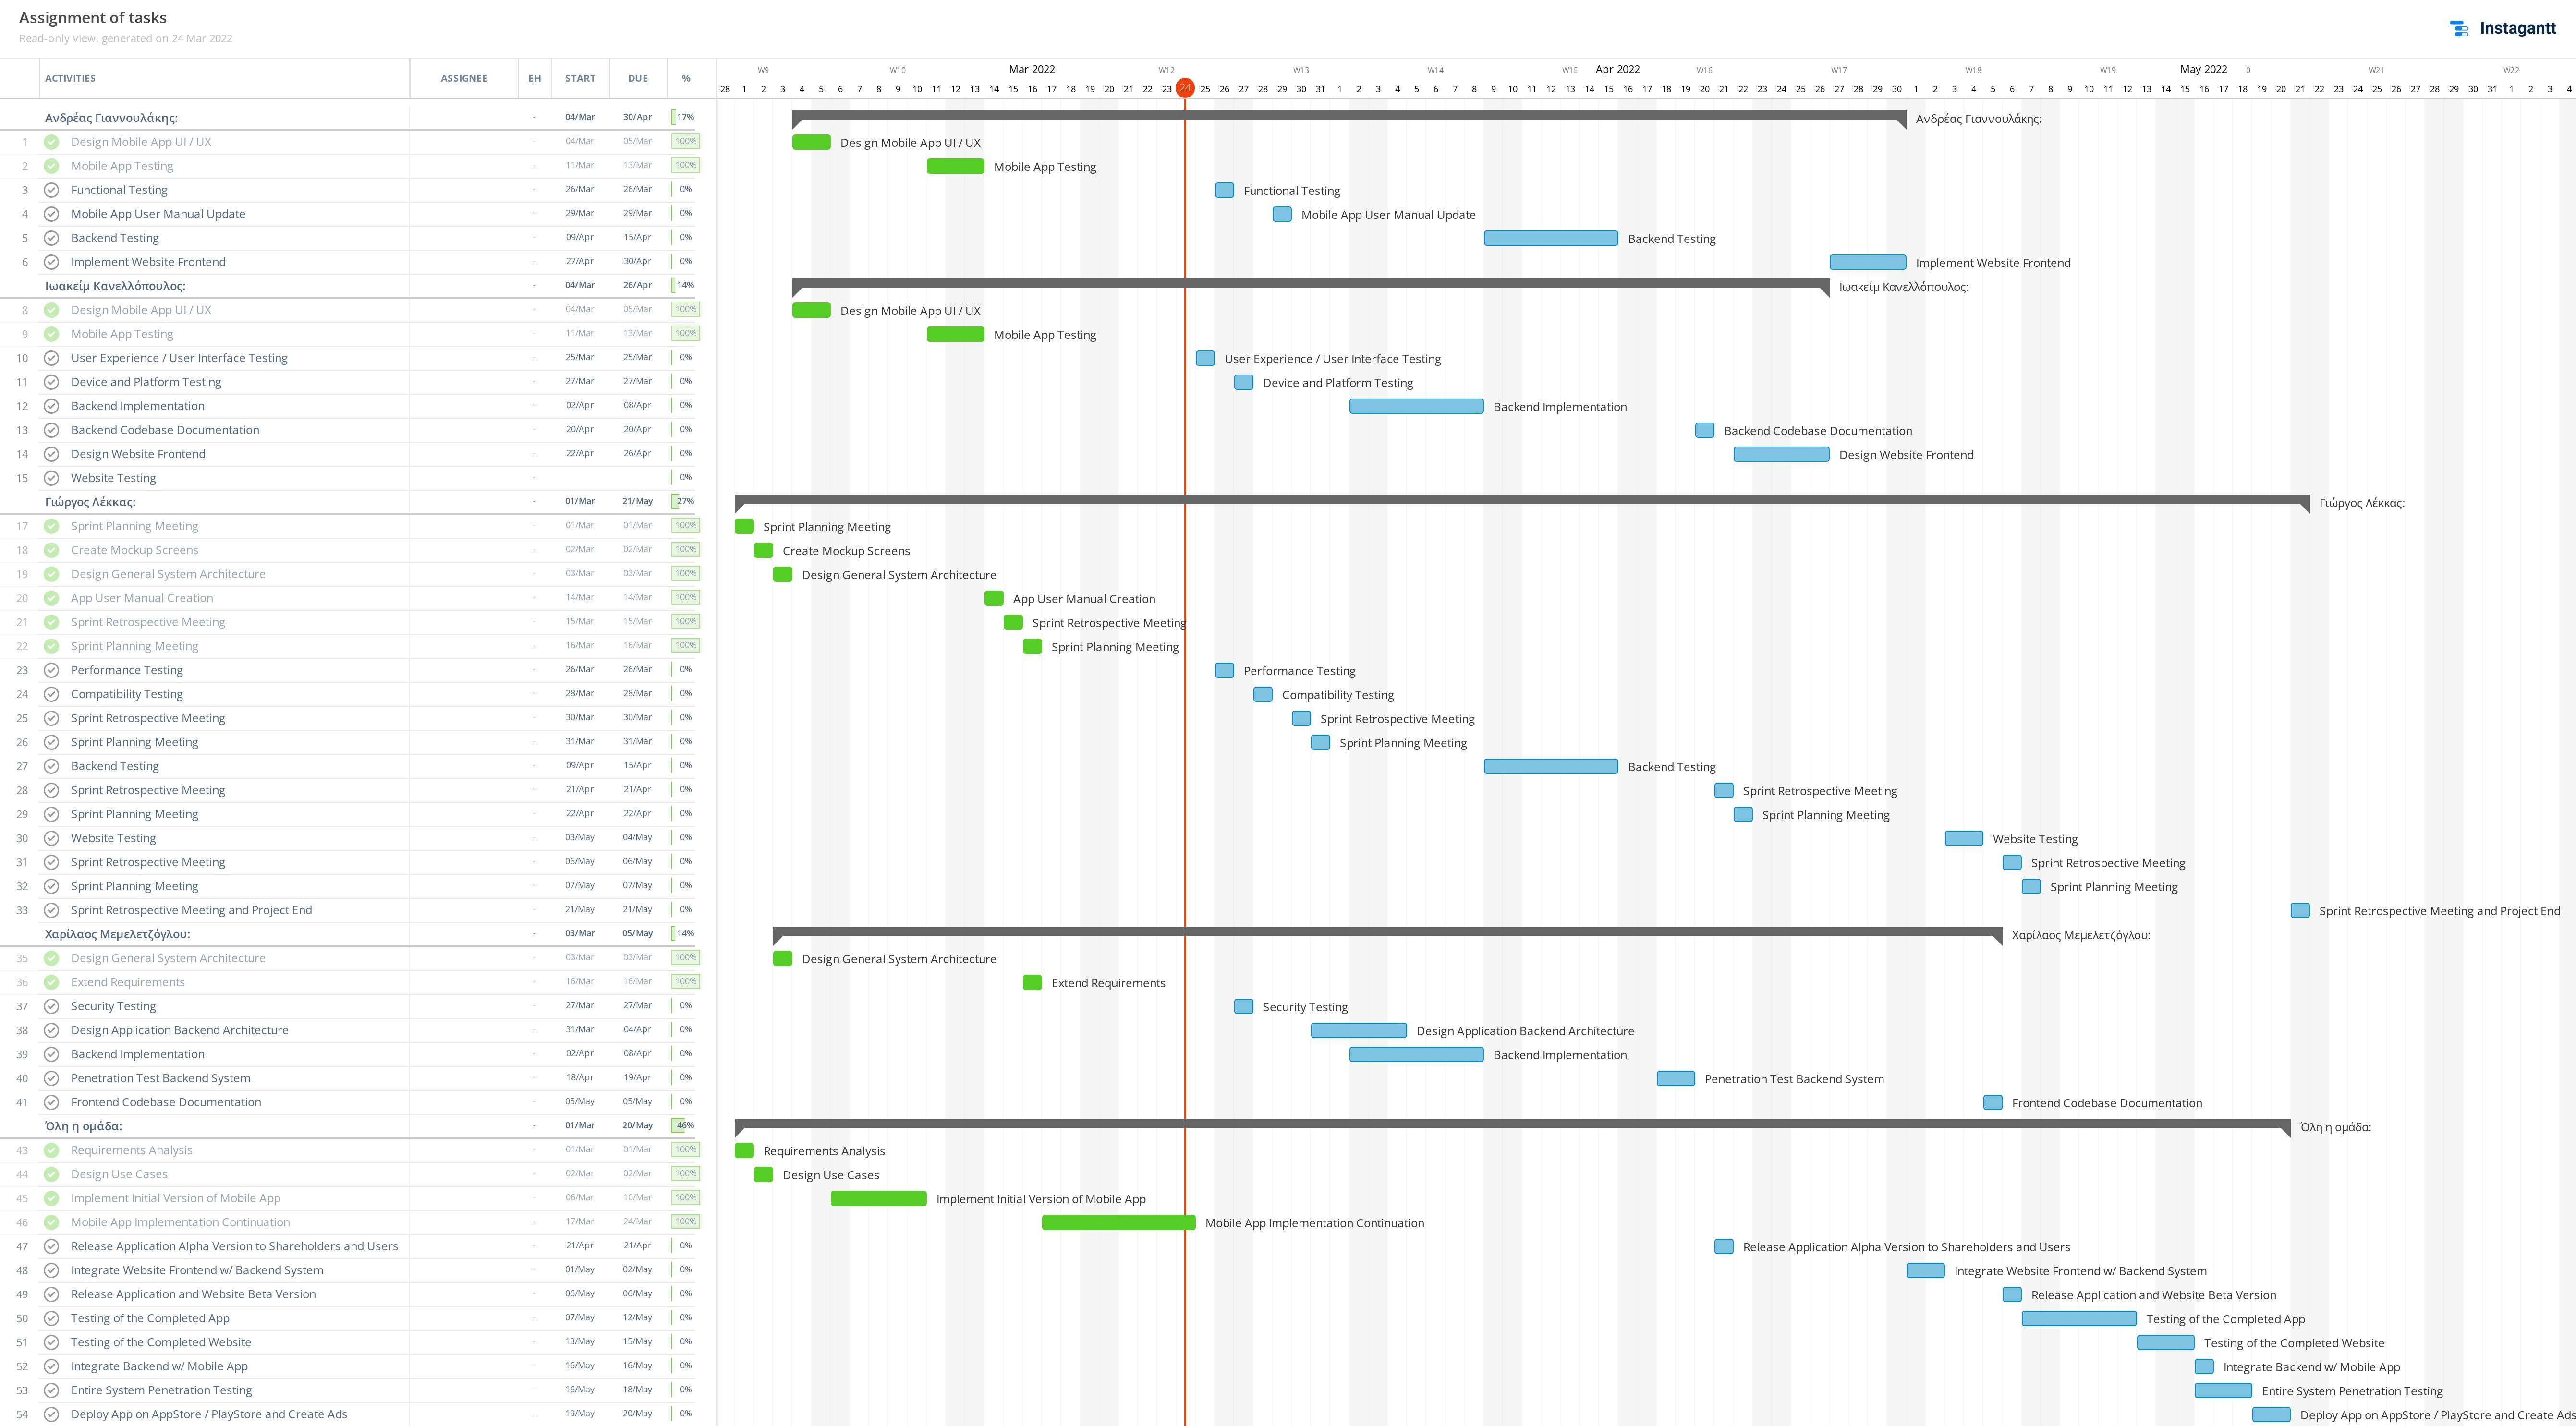 Assignment of tasks
Read-only view, generated on 24 Mar 2022
Instagantt
ACTIVITIES ASSIGNEE EH START DUE %
W9 W10 Mar 2022 W12 W13 W14 W15 Apr 2022 W16 W17 W18 W19 May 2022 0 W21 W22
28 1 2 3 4 5 6 7 8 9 10 11 12 13 14 15 16 17 18 19 20 21 22 23 24 25 26 27 28 29 30 31 1 2 3 4 5 6 7 8 9 10 11 12 13 14 15 16 17 18 19 20 21 22 23 24 25 26 27 28 29 30 1 2 3 4 5 6 7 8 9 10 11 12 13 14 15 16 17 18 19 20 21 22 23 24 25 26 27 28 29 30 31 1 2 3 4
Ανδρέας Γιαννουλάκης: - 04/Mar 30/Apr 17% Ανδρέας Γιαννουλάκης:
1 Design Mobile App UI / UX - 04/Mar 05/Mar 100% Design Mobile App UI / UX
2 Mobile App Testing - 11/Mar 13/Mar 100% Mobile App Testing
3 Functional Testing - 26/Mar 26/Mar 0% Functional Testing
4 Mobile App User Manual Update - 29/Mar 29/Mar 0% Mobile App User Manual Update
5 Backend Testing - 09/Apr 15/Apr 0% Backend Testing
6 Implement Website Frontend - 27/Apr 30/Apr 0% Implement Website Frontend
Ιωακείμ Κανελλόπουλος: - 04/Mar 26/Apr 14% Ιωακείμ Κανελλόπουλος:
8 Design Mobile App UI / UX - 04/Mar 05/Mar 100% Design Mobile App UI / UX
9 Mobile App Testing - 11/Mar 13/Mar 100% Mobile App Testing
10 User Experience / User Interface Testing - 25/Mar 25/Mar 0% User Experience / User Interface Testing
11 Device and Platform Testing - 27/Mar 27/Mar 0% Device and Platform Testing
12 Backend Implementation - 02/Apr 08/Apr 0% Backend Implementation
13 Backend Codebase Documentation - 20/Apr 20/Apr 0% Backend Codebase Documentation
14 Design Website Frontend - 22/Apr 26/Apr 0% Design Website Frontend
15 Website Testing - 0%
Γιώργος Λέκκας: - 01/Mar 21/May 27% Γιώργος Λέκκας:
17 Sprint Planning Meeting - 01/Mar 01/Mar 100% Sprint Planning Meeting
18 Create Mockup Screens - 02/Mar 02/Mar 100% Create Mockup Screens
19 Design General System Architecture - 03/Mar 03/Mar 100% Design General System Architecture
20 App User Manual Creation - 14/Mar 14/Mar 100% App User Manual Creation
21 Sprint Retrospective Meeting - 15/Mar 15/Mar 100% Sprint Retrospective Meeting
22 Sprint Planning Meeting - 16/Mar 16/Mar 100% Sprint Planning Meeting
23 Performance Testing - 26/Mar 26/Mar 0% Performance Testing
24 Compatibility Testing - 28/Mar 28/Mar 0% Compatibility Testing
25 Sprint Retrospective Meeting - 30/Mar 30/Mar 0% Sprint Retrospective Meeting
26 Sprint Planning Meeting - 31/Mar 31/Mar 0% Sprint Planning Meeting
27 Backend Testing - 09/Apr 15/Apr 0% Backend Testing
28 Sprint Retrospective Meeting - 21/Apr 21/Apr 0% Sprint Retrospective Meeting
29 Sprint Planning Meeting - 22/Apr 22/Apr 0% Sprint Planning Meeting
30 Website Testing - 03/May 04/May 0% Website Testing
31 Sprint Retrospective Meeting - 06/May 06/May 0% Sprint Retrospective Meeting
32 Sprint Planning Meeting - 07/May 07/May 0% Sprint Planning Meeting
33 Sprint Retrospective Meeting and Project End - 21/May 21/May 0% Sprint Retrospective Meeting and Project End
Χαρίλαος Μεμελετζόγλου: - 03/Mar 05/May 14% Χαρίλαος Μεμελετζόγλου:
35 Design General System Architecture - 03/Mar 03/Mar 100% Design General System Architecture
36 Extend Requirements - 16/Mar 16/Mar 100% Extend Requirements
37 Security Testing - 27/Mar 27/Mar 0% Security Testing
38 Design Application Backend Architecture - 31/Mar 04/Apr 0% Design Application Backend Architecture
39 Backend Implementation - 02/Apr 08/Apr 0% Backend Implementation
40 Penetration Test Backend System - 18/Apr 19/Apr 0% Penetration Test Backend System
41 Frontend Codebase Documentation - 05/May 05/May 0% Frontend Codebase Documentation
Όλη η ομάδα: - 01/Mar 20/May 46% Όλη η ομάδα:
43 Requirements Analysis - 01/Mar 01/Mar 100% Requirements Analysis
44 Design Use Cases - 02/Mar 02/Mar 100% Design Use Cases
45 Implement Initial Version of Mobile App - 06/Mar 10/Mar 100% Implement Initial Version of Mobile App
46 Mobile App Implementation Continuation - 17/Mar 24/Mar 100% Mobile App Implementation Continuation
47 Release Application Alpha Version to Shareholders and Users - 21/Apr 21/Apr 0% Release Application Alpha Version to Shareholders and Users
48 Integrate Website Frontend w/ Backend System - 01/May 02/May 0% Integrate Website Frontend w/ Backend System
49 Release Application and Website Beta Version - 06/May 06/May 0% Release Application and Website Beta Version
50 Testing of the Completed App - 07/May 12/May 0% Testing of the Completed App
51 Testing of the Completed Website - 13/May 15/May 0% Testing of the Completed Website
52 Integrate Backend w/ Mobile App - 16/May 16/May 0% Integrate Backend w/ Mobile App
53 Entire System Penetration Testing - 16/May 18/May 0% Entire System Penetration Testing
54 Deploy App on AppStore / PlayStore and Create Ads - 19/May 20/May 0% Deploy App on AppStore / PlayStore and Create Ads